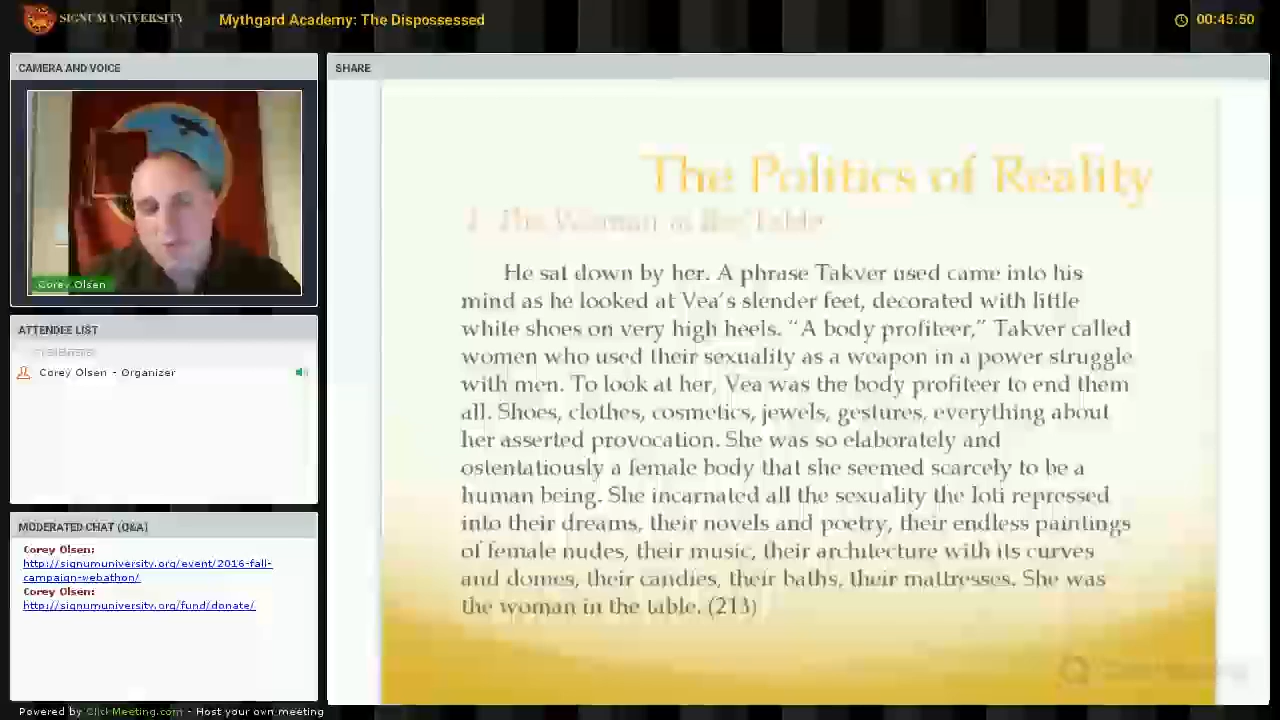 SIGNUM UNIVERSITY
Mythgard Academy: The Dispossessed
00:45:50
CAMERA AND VOICE
Corey Olsen
ATTENDEE LIST
Corey Olsen - Organizer
MODERATED CHAT (Q&A)
Corey Olsen:
http://signumuniversity.org/event/2016-fall-
campaign-webathon/
Corey Olsen:
http://signumuniversity.org/fund/donate/
SHARE
The Politics of Reality
The Woman in the Table
He sat down by her. A phrase Takver used came into his
mind as he looked at Vea's slender feet, decorated with little
white shoes on very high heels. "A body profiteer," Takver called
women who used their sexuality as a weapon in a power struggle
with men. To look at her, Vea was the body profiteer to end them
all. Shoes, clothes, cosmetics, jewels, gestures, everything about
her asserted provocation. She was so elaborately and
ostentatiously a female body that she seemed scarcely to be a
human being. She incarnated all the sexuality the Ioti repressed
into their dreams, their novels and poetry, their endless paintings
of female nudes, their music, their architecture with its curves
and domes, their candies, their baths, their mattresses. She was
the woman in the table. (213)
Powered by ClickMeeting.com - Host your own meeting